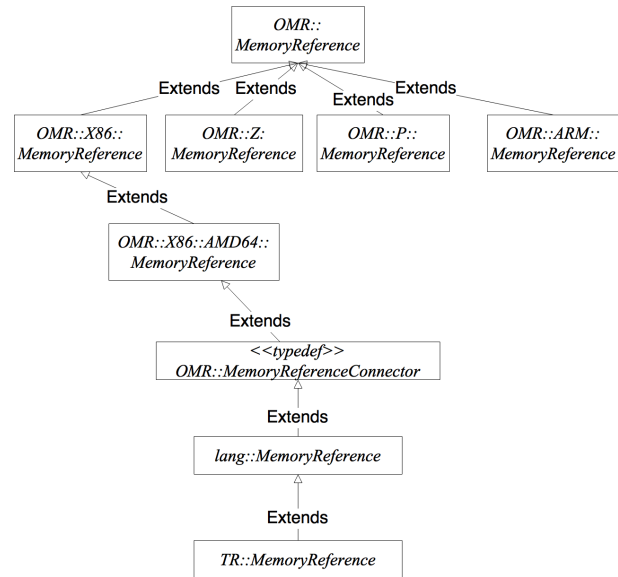 OMR::
MemoryReference
Extends
Extends
Extends
Extends
OMR::X86::
MemoryReference
OMR::Z:
MemoryReference
OMR::P::
MemoryReference
OMR::ARM::
MemoryReference
Extends
OMR::X86::AMD64::
MemoryReference
Extends
<<typedef>>
OMR::MemoryReferenceConnector
Extends
lang::MemoryReference
Extends
TR::MemoryReference